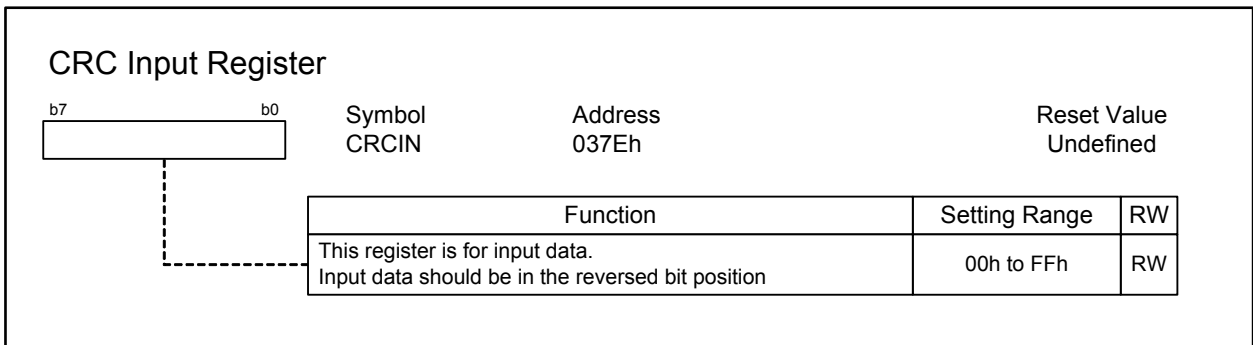 CRC Input Register
b7 b0
Symbol Address Reset Value
CRCIN 037Eh Undefined
Function Setting Range RW
This register is for input data.
Input data should be in the reversed bit position
00h to FFh RW